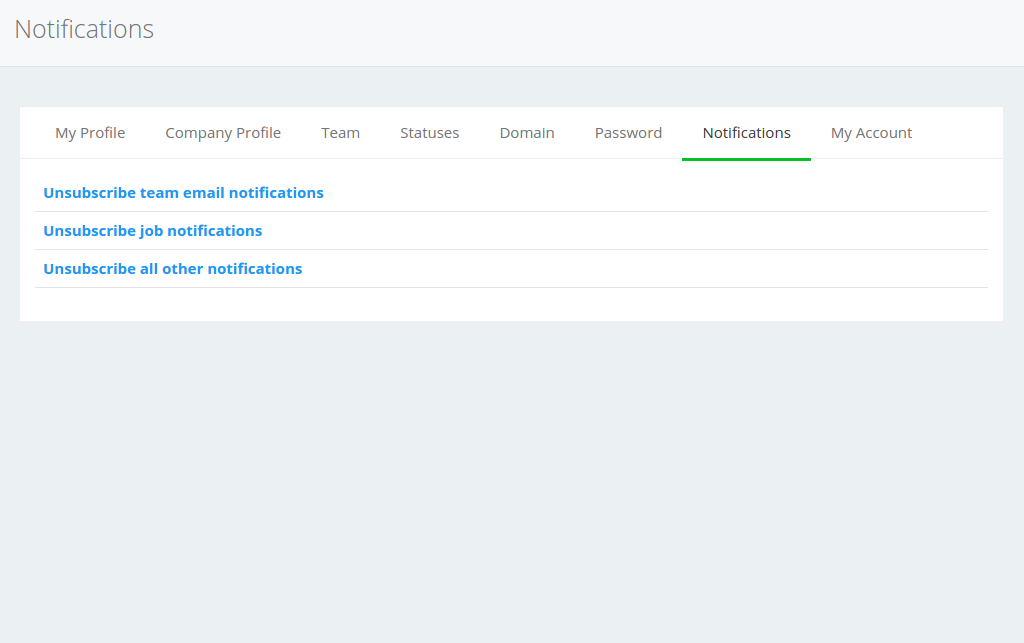 Notifications
My Profile Company Profile Team Statuses Domain Password Notifications My Account
Unsubscribe team email notifications
Unsubscribe job notifications
Unsubscribe all other notifications